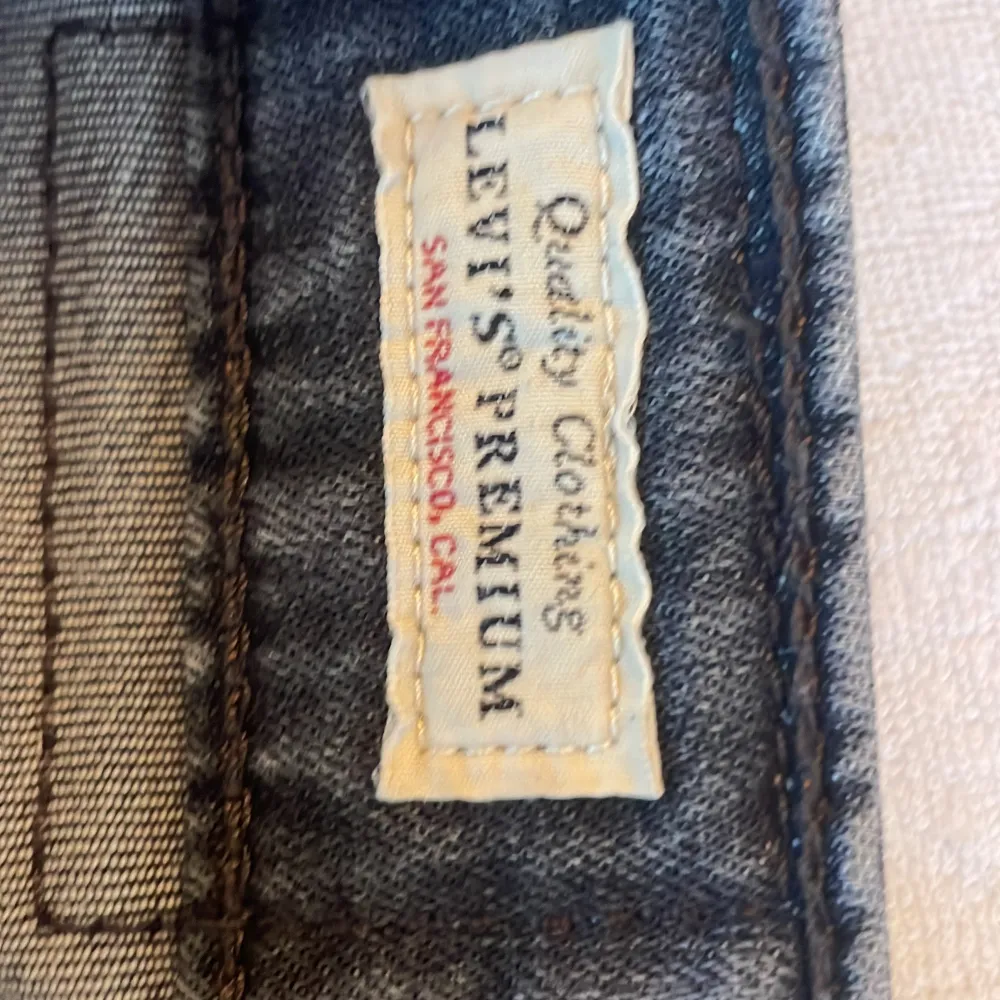 Quality Clothing
LEVI'S® PREMIUM
SAN FRANCISCO, CAL.